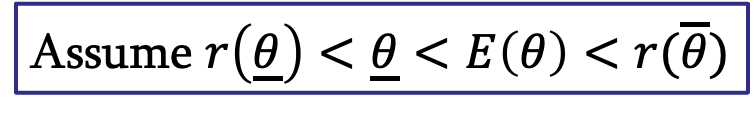 Assume r(θ̲) < θ̲ < E(θ) < r(θ̅)